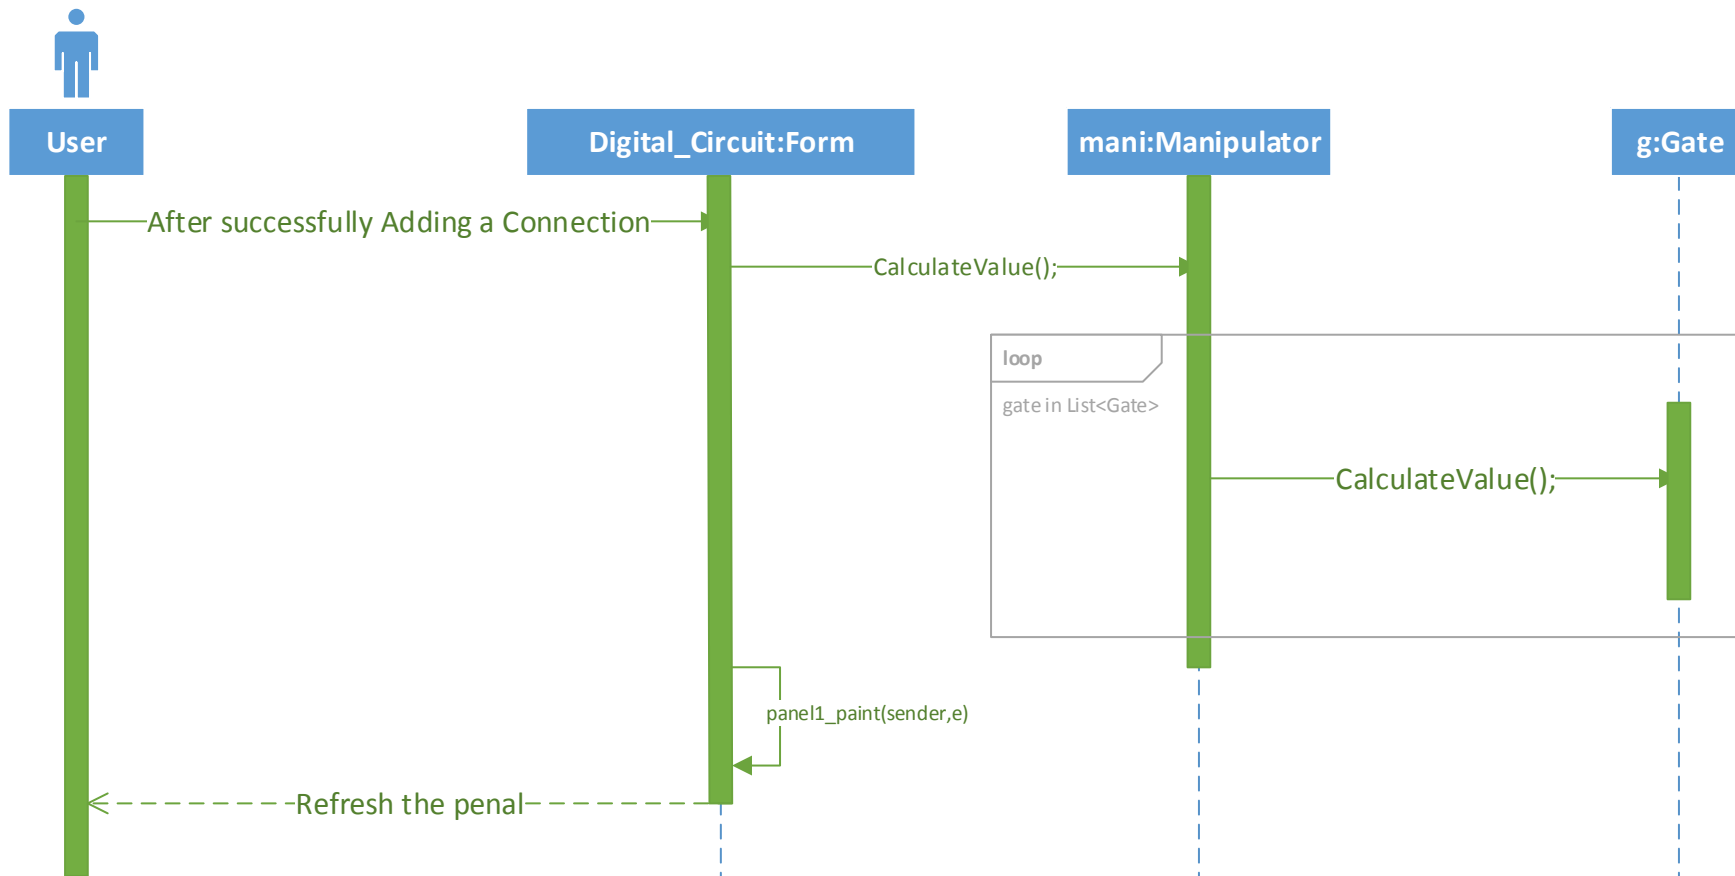 User
Digital_Circuit:Form
mani:Manipulator
g:Gate
After successfully Adding a Connection
CalculateValue();
loop
gate in List<Gate>
CalculateValue();
panel1_paint(sender,e)
Refresh the penal